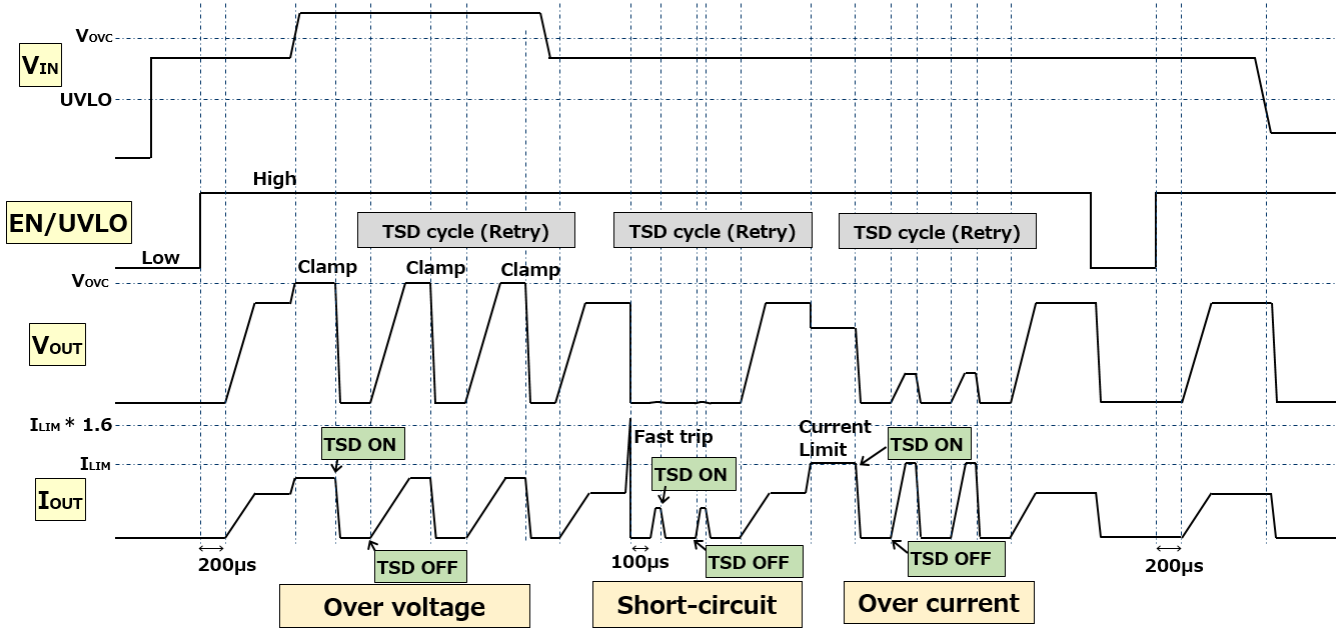 VOVC
VIN
UVLO
High
EN/UVLO
TSD cycle (Retry)
TSD cycle (Retry)
TSD cycle (Retry)
Low
Clamp
Clamp
Clamp
VOVC
VOUT
ILIM * 1.6
Fast trip
Current
Limit
TSD ON
TSD ON
ILIM
TSD ON
IOUT
200μs
TSD OFF
100μs
TSD OFF
TSD OFF
200μs
Over voltage
Short-circuit
Over current